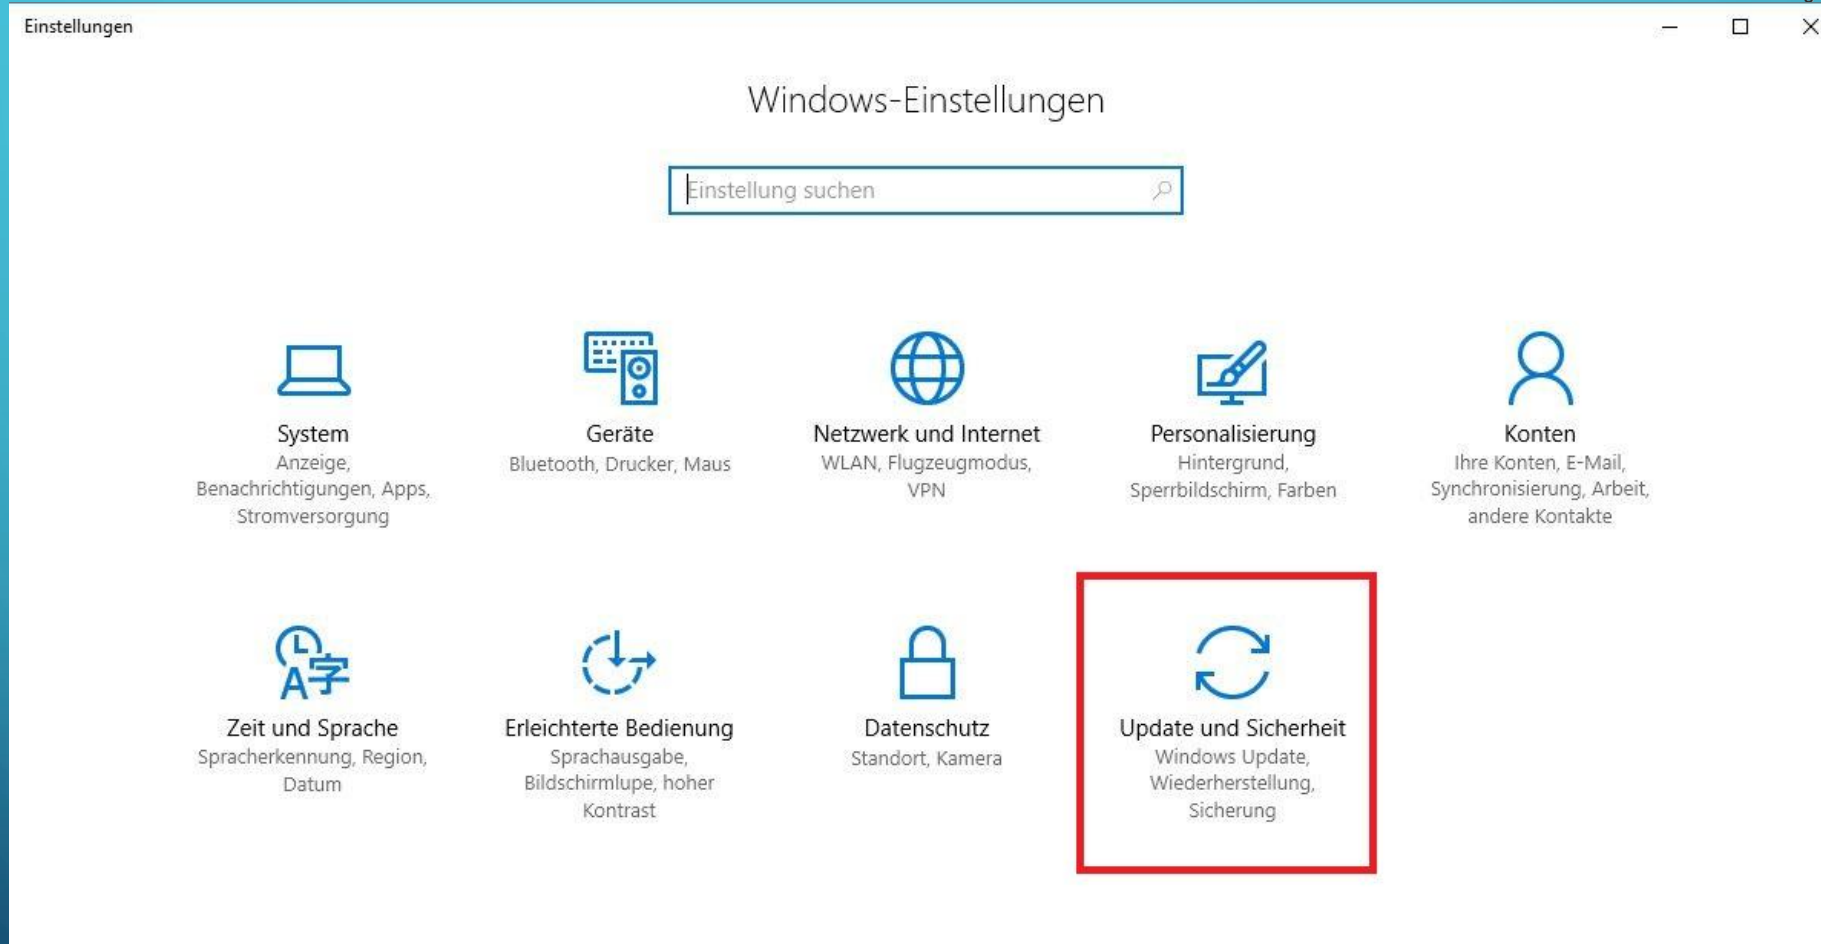 Einstellungen
Windows-Einstellungen
Einstellung suchen
System
Anzeige,
Benachrichtigungen, Apps,
Stromversorgung
Geräte
Bluetooth, Drucker, Maus
Netzwerk und Internet
WLAN, Flugzeugmodus,
VPN
Personalisierung
Hintergrund,
Sperrbildschirm, Farben
Konten
Ihre Konten, E-Mail,
Synchronisierung, Arbeit,
andere Kontakte
A字
Zeit und Sprache
Spracherkennung, Region,
Datum
Erleichterte Bedienung
Sprachausgabe,
Bildschirmlupe, hoher
Kontrast
Datenschutz
Standort, Kamera
Update und Sicherheit
Windows Update,
Wiederherstellung,
Sicherung